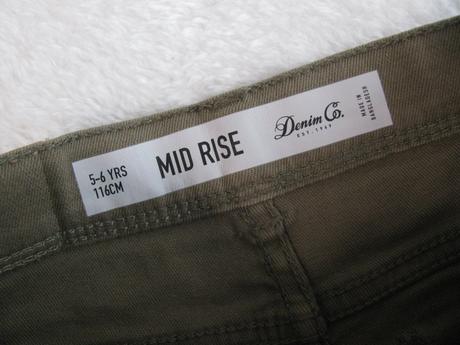 5-6 YRS
116CM
MID RISE
Denim Co.
EST. 1969
MADE IN
BANGLADESH